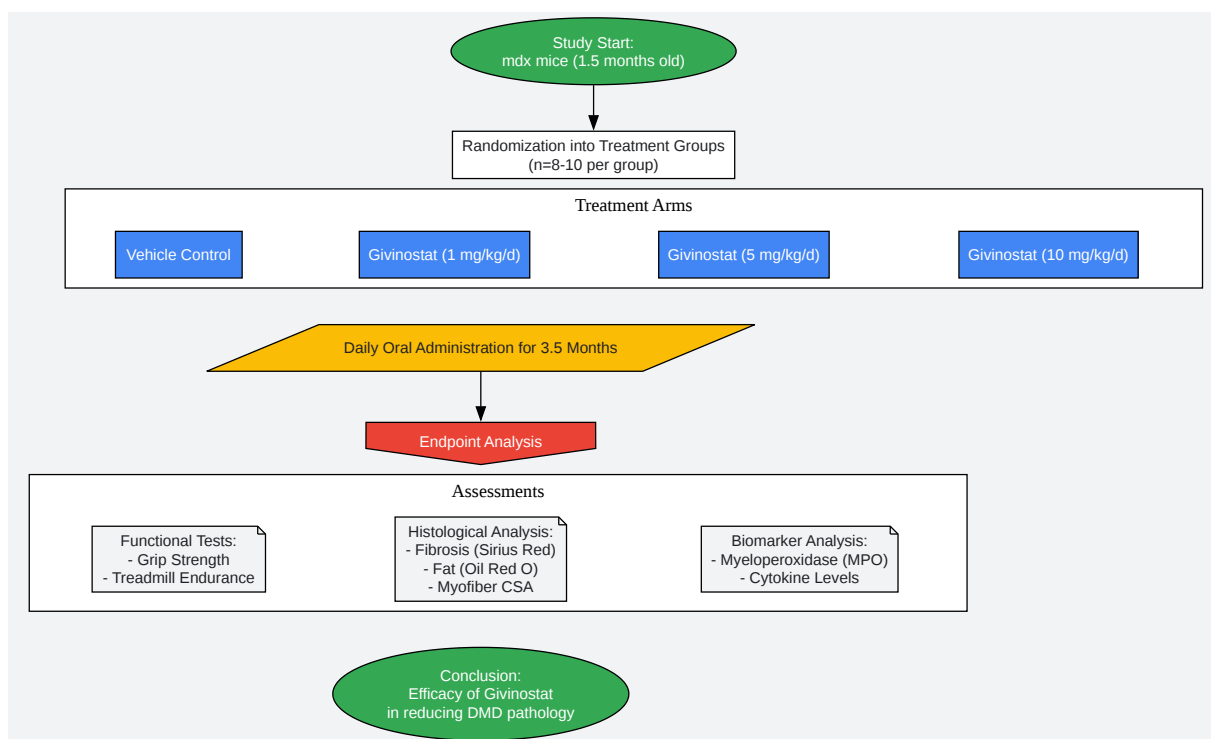 Study Start:
mdx mice (1.5 months old)
Randomization into Treatment Groups
(n=8-10 per group)
Treatment Arms
Vehicle Control
Givinostat (1 mg/kg/d)
Givinostat (5 mg/kg/d)
Givinostat (10 mg/kg/d)
Daily Oral Administration for 3.5 Months
Endpoint Analysis
Assessments
Functional Tests:
- Grip Strength
- Treadmill Endurance
Histological Analysis:
- Fibrosis (Sirius Red)
- Fat (Oil Red O)
- Myofiber CSA
Biomarker Analysis:
- Myeloperoxidase (MPO)
- Cytokine Levels
Conclusion:
Efficacy of Givinostat
in reducing DMD pathology